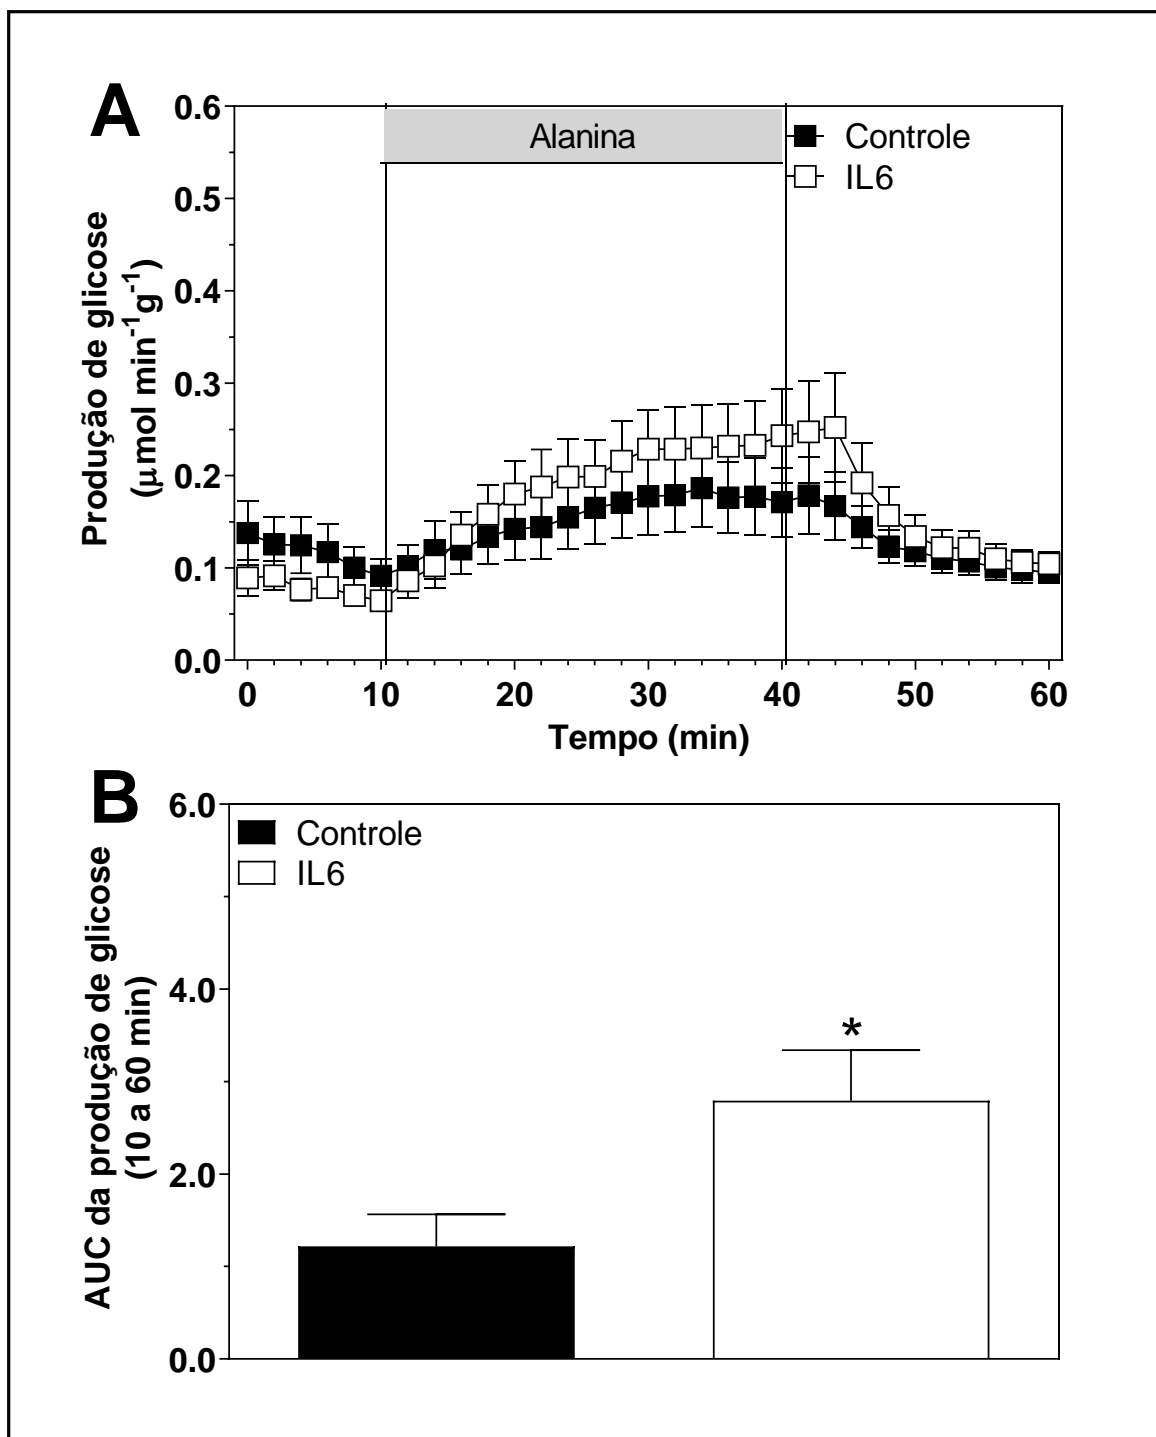 A
0.6
0.5
0.4
0.3
0.2
0.1
0.0
Produção de glicose
(μmol min⁻¹g⁻¹)
Alanina
Controle
IL6
0 10 20 30 40 50 60
Tempo (min)
B
6.0
4.0
2.0
0.0
AUC da produção de glicose
(10 a 60 min)
Controle
IL6
*